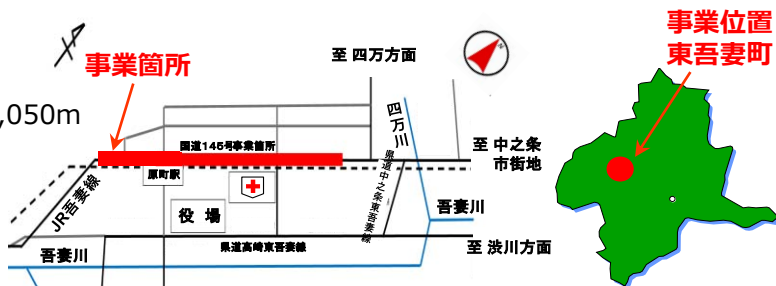 事業箇所
,050m
至 四万方面
四万川
国道145号事業箇所
原町駅
JR吾妻線
役 場
県道中之条東吾妻線
至 中之条
市街地
吾妻川
吾妻川
県道高崎東吾妻線
至 渋川方面
事業位置
東吾妻町